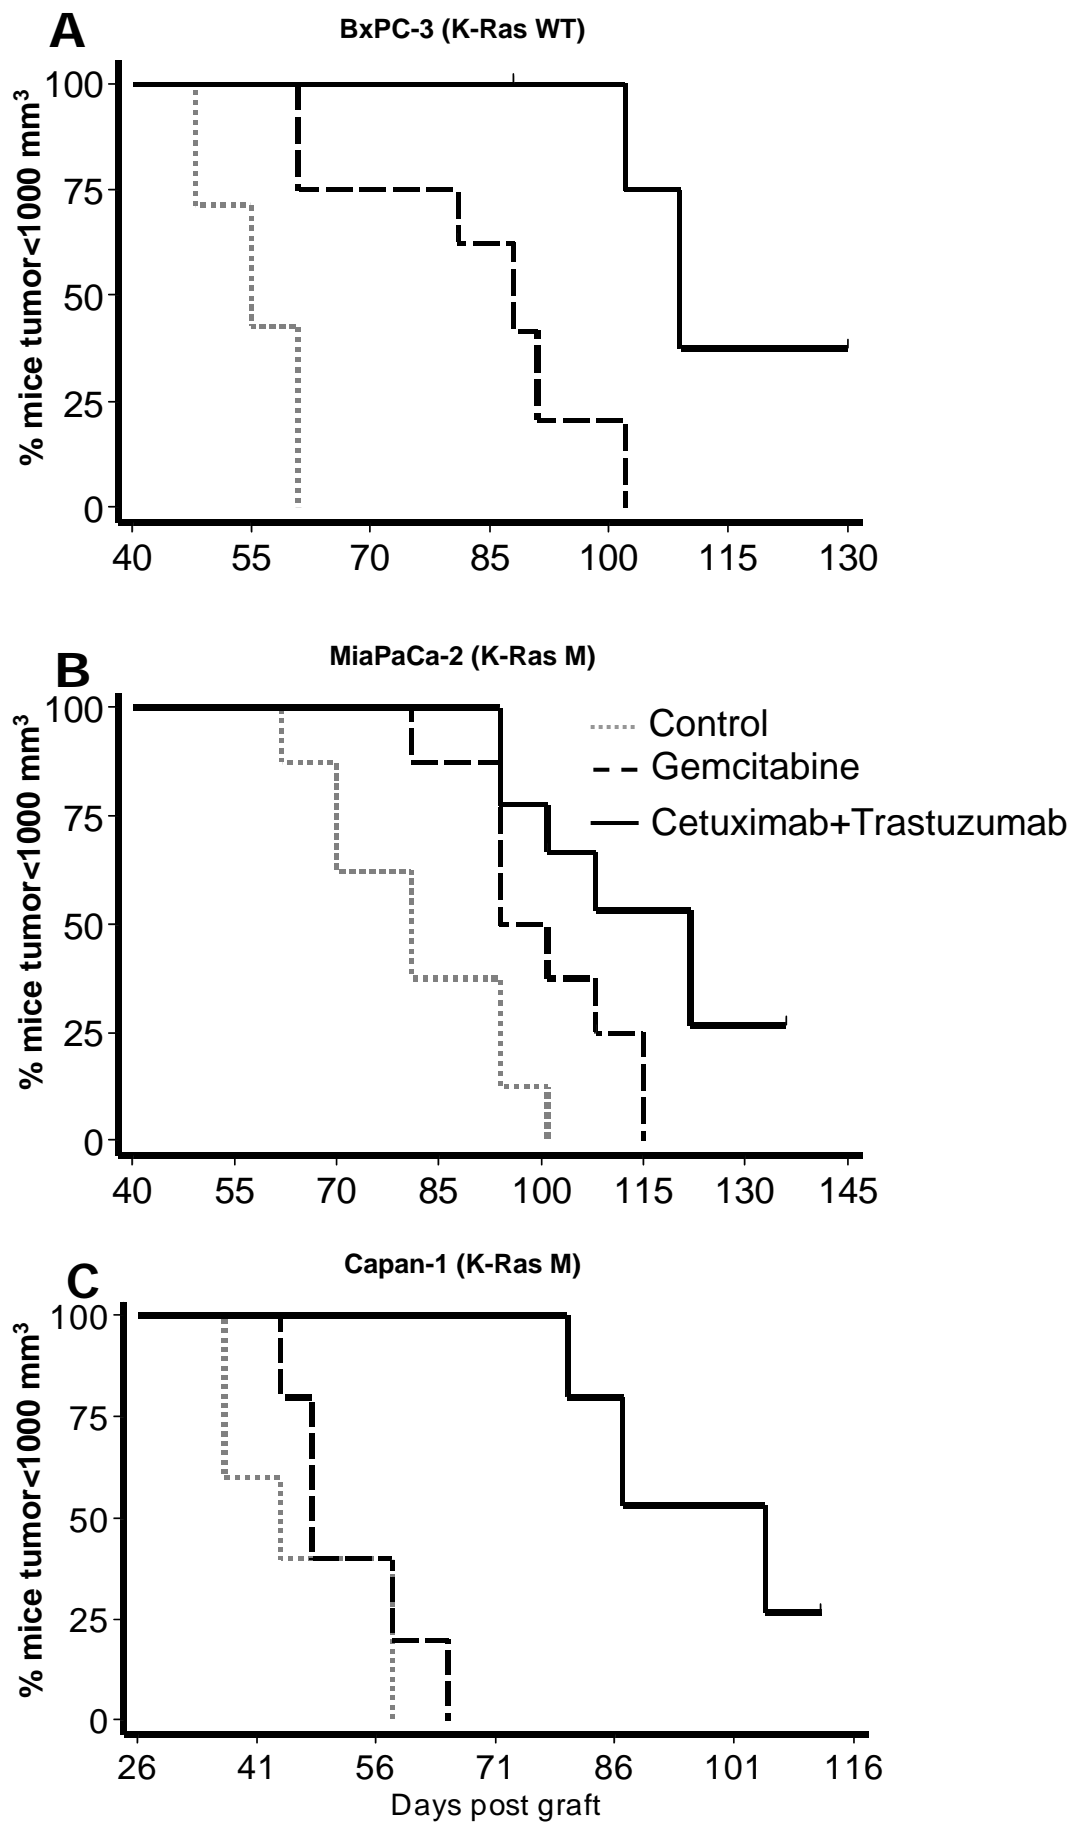 A
BxPC-3 (K-Ras WT)
% mice tumor<1000 mm³
100
75
50
25
0
40 55 70 85 100 115 130
B
MiaPaCa-2 (K-Ras M)
% mice tumor<1000 mm³
100
75
50
25
0
Control
Gemcitabine
Cetuximab+Trastuzumab
40 55 70 85 100 115 130 145
C
Capan-1 (K-Ras M)
% mice tumor<1000 mm³
100
75
50
25
0
26 41 56 71 86 101 116
Days post graft